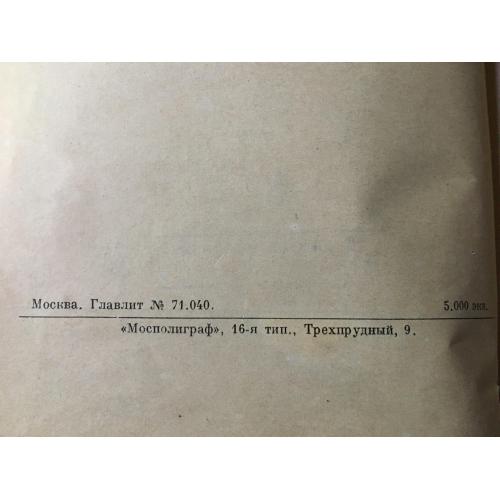 Москва. Главлит № 71.040. 5.000 экз.
«Мосполиграф», 16-я тип., Трехпрудный, 9.